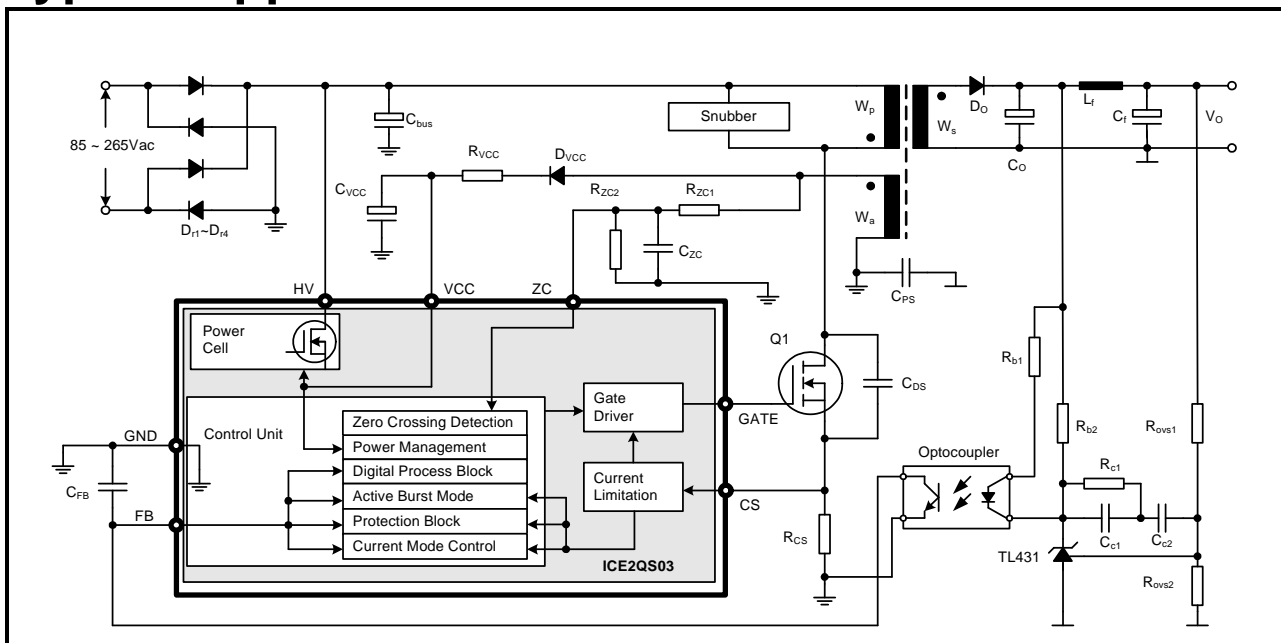 85 ~ 265Vac
Dr1~Dr4
Cbus
Snubber
Wp
Ws
DO
CO
Lf
Cf
VO
RVCC
DVCC
CVCC
RZC2
RZC1
CZC
Wa
CPS
HV
VCC
ZC
Power
Cell
Q1
CDS
Rb1
Gate
Driver
GATE
Control Unit
Zero Crossing Detection
Power Management
Digital Process Block
Active Burst Mode
Protection Block
Current Mode Control
Current
Limitation
CS
GND
CFB
FB
ICE2QS03
RCS
Optocoupler
Rb2
Rovs1
Rc1
Cc1
Cc2
TL431
Rovs2